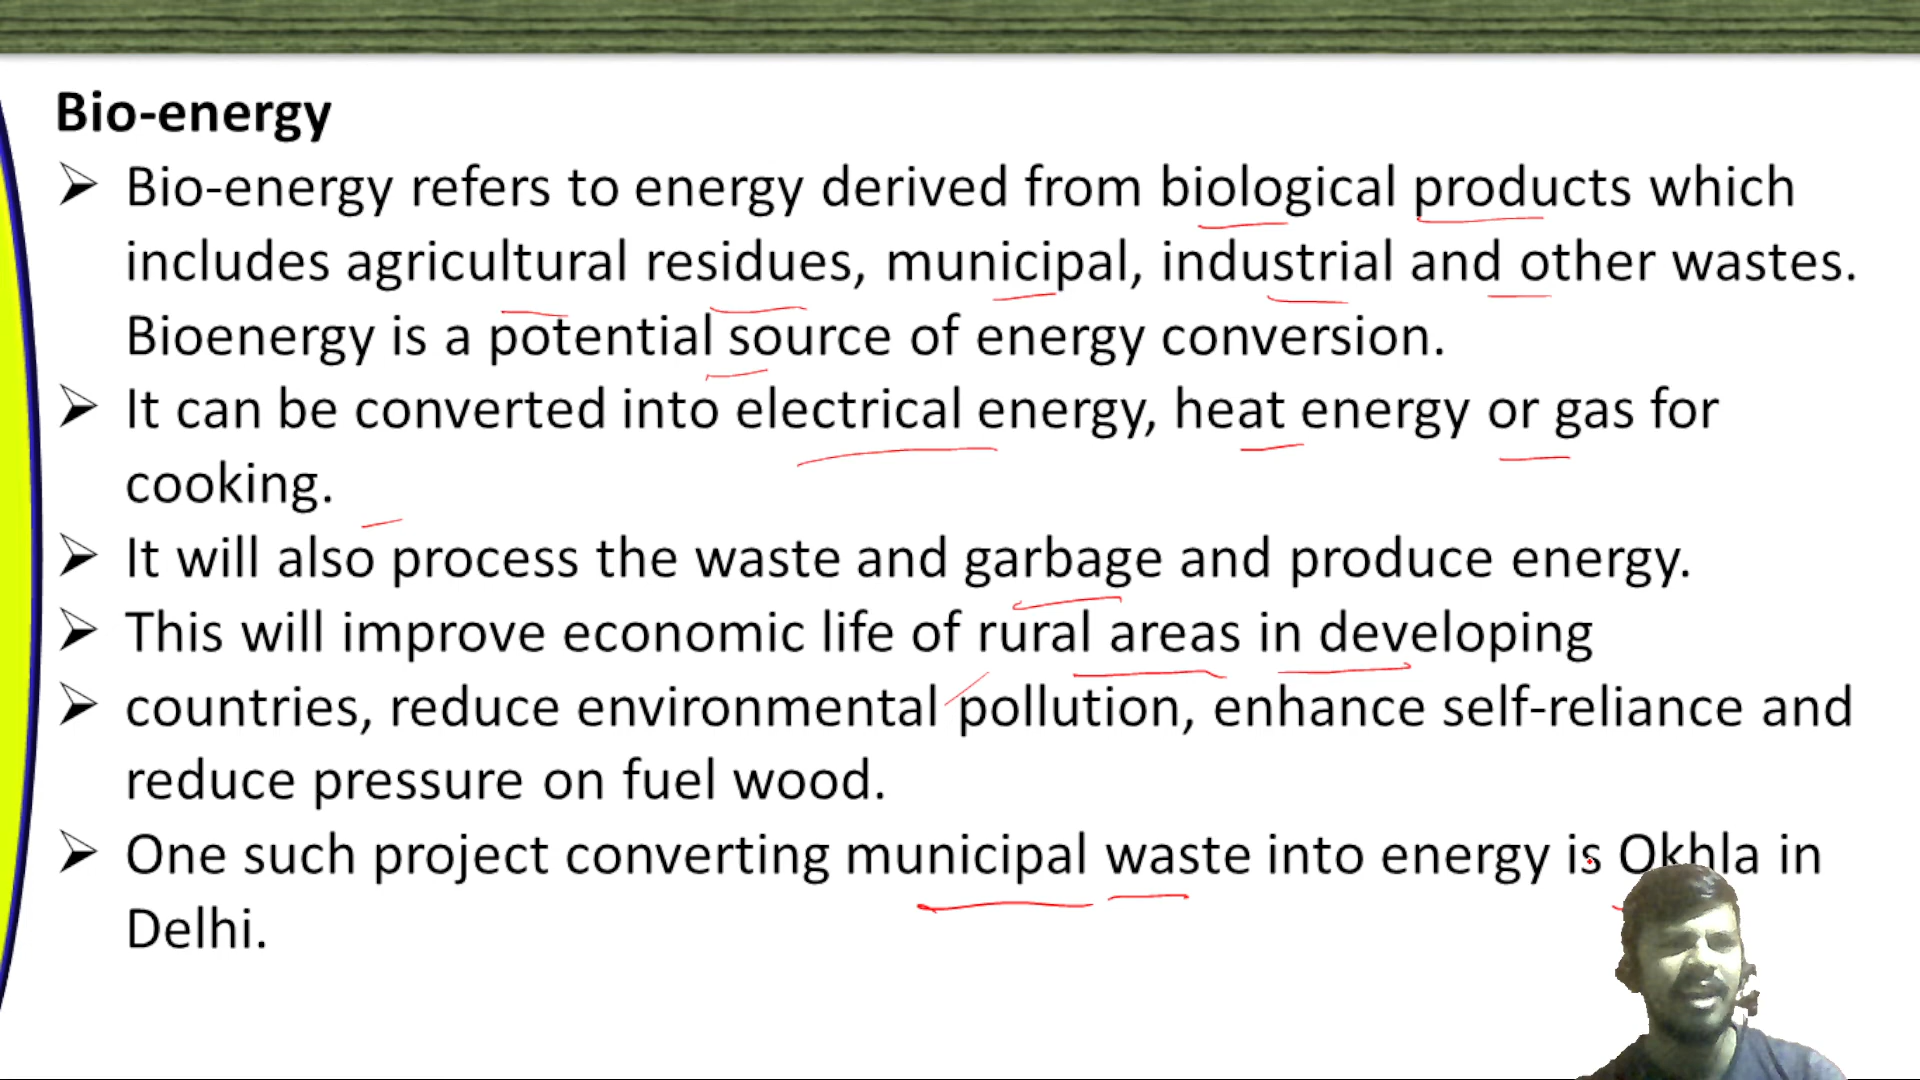 Bio-energy
➢ Bio-energy refers to energy derived from biological products which
includes agricultural residues, municipal, industrial and other wastes.
Bioenergy is a potential source of energy conversion.
➢ It can be converted into electrical energy, heat energy or gas for
cooking.
➢ It will also process the waste and garbage and produce energy.
➢ This will improve economic life of rural areas in developing
➢ countries, reduce environmental pollution, enhance self-reliance and
reduce pressure on fuel wood.
➢ One such project converting municipal waste into energy is Okhla in
Delhi.